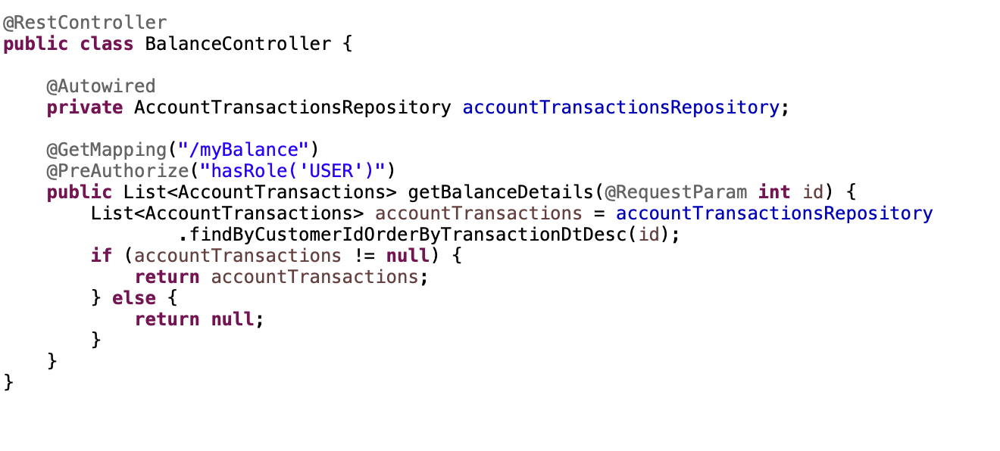 @RestController
public class BalanceController {
@Autowired
private AccountTransactionsRepository accountTransactionsRepository;
@GetMapping("/myBalance")
@PreAuthorize("hasRole('USER')")
public List<AccountTransactions> getBalanceDetails(@RequestParam int id) {
List<AccountTransactions> accountTransactions = accountTransactionsRepository
.findByCustomerIdOrderByTransactionDtDesc(id);
if (accountTransactions != null) {
return accountTransactions;
} else {
return null;
}
}
}